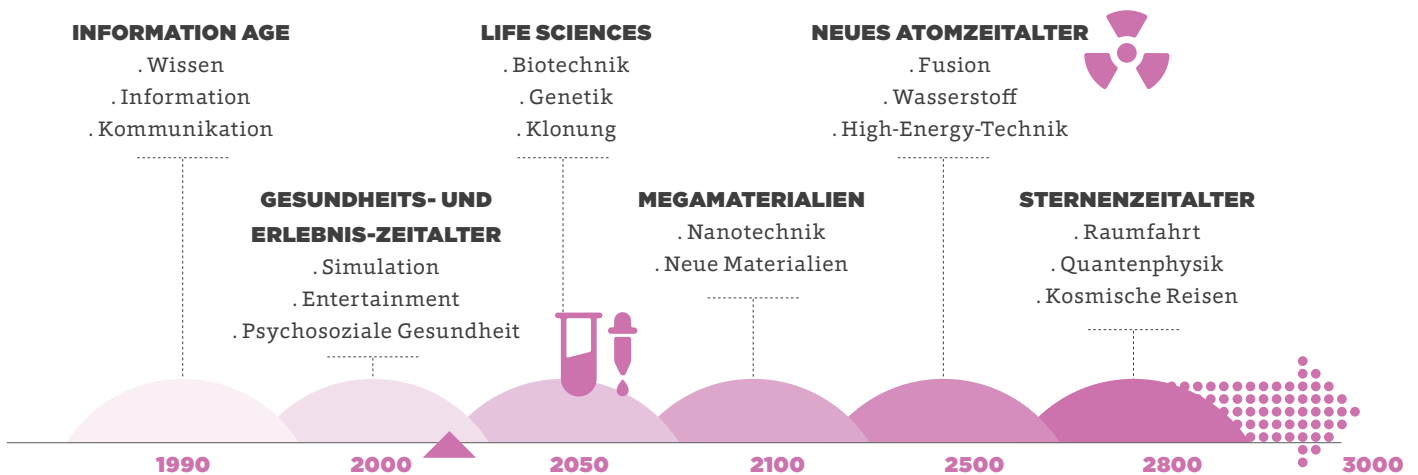 INFORMATION AGE
. Wissen
. Information
. Kommunikation
LIFE SCIENCES
. Biotechnik
. Genetik
. Klonung
NEUES ATOMZEITALTER
. Fusion
. Wasserstoff
. High-Energy-Technik
GESUNDHEITS- UND
ERLEBNIS-ZEITALTER
. Simulation
. Entertainment
. Psychosoziale Gesundheit
MEGAMATERIALIEN
. Nanotechnik
. Neue Materialien
STERNENZEITALTER
. Raumfahrt
. Quantenphysik
. Kosmische Reisen
1990
2000
2050
2100
2500
2800
3000